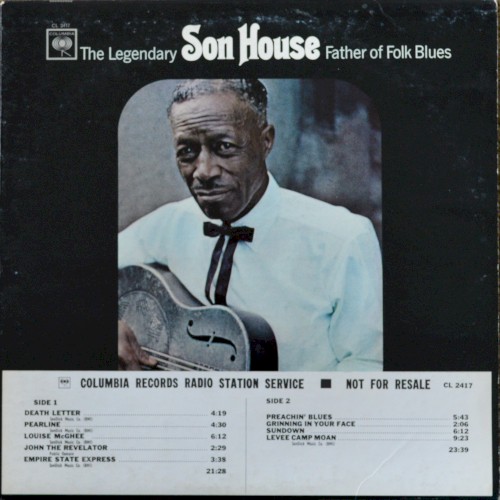 CL 2417
COLUMBIA
The Legendary Son House Father of Folk Blues
COLUMBIA RECORDS RADIO STATION SERVICE NOT FOR RESALE CL 2417
SIDE 1
DEATH LETTER 4:19
PEARLINE 4:30
LOUISE McGHEE 6:12
JOHN THE REVELATOR 2:29
EMPIRE STATE EXPRESS 3:38
21:28
SIDE 2
PREACHIN' BLUES 5:43
GRINNING IN YOUR FACE 2:06
SUNDOWN 6:12
LEVEE CAMP MOAN 9:23
23:39